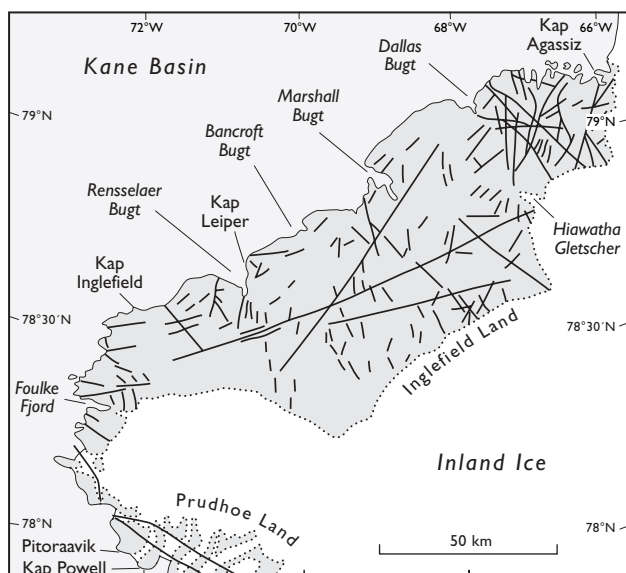 72°W
70°W
68°W
66°W
Kap
Agassiz
Dallas
Bugt
Kane Basin
Marshall
Bugt
79°N
79°N
Bancroft
Bugt
Rensselaer
Bugt
Kap
Leiper
Hiawatha
Gletscher
Kap
Inglefield
78°30´N
78°30´N
Inglefield Land
Foulke
Fjord
Inland Ice
Prudhoe Land
78°N
78°N
Pitoraavik
50 km
Kap Powell